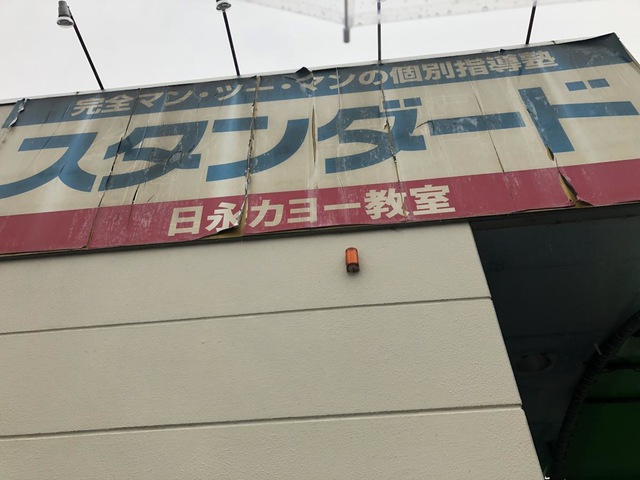 完全マン・ツー・マンの個別指導塾
スタンダード
日永カヨー教室